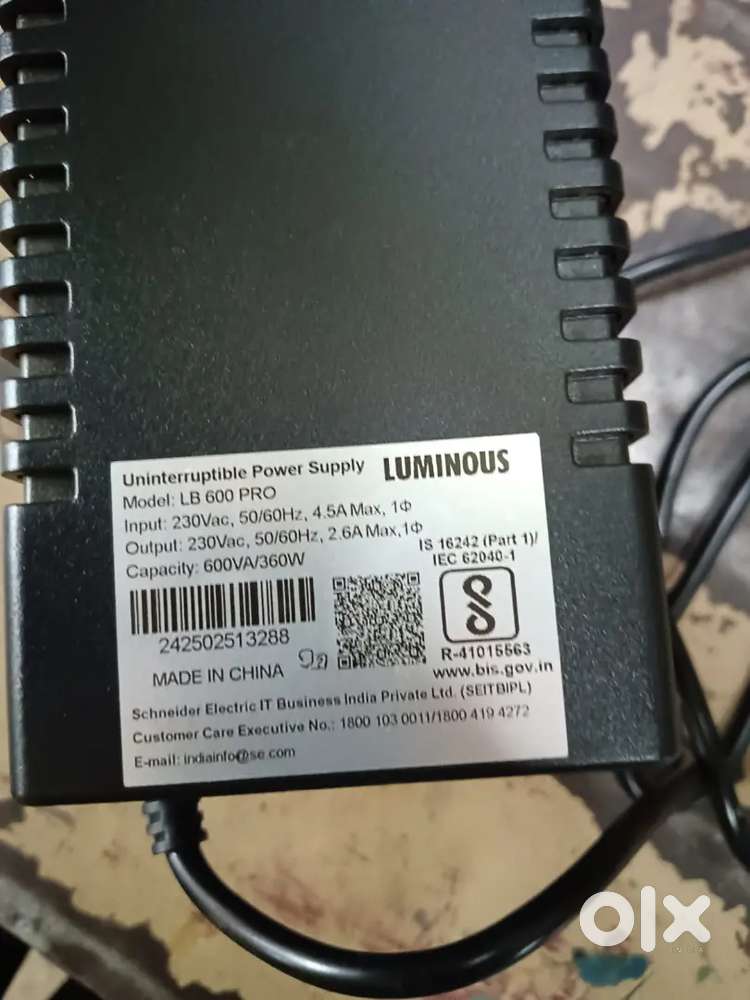 Uninterruptible Power Supply LUMINOUS
Model: LB 600 PRO
Input: 230Vac, 50/60Hz, 4.5A Max, 1Φ
Output: 230Vac, 50/60Hz, 2.6A Max,1Φ
Capacity: 600VA/360W
IS 16242 (Part 1)/
IEC 62040-1
242502513288
MADE IN CHINA
R-41015563
www.bis.gov.in
Schneider Electric IT Business India Private Ltd. (SEITBIPL)
Customer Care Executive No.: 1800 103 0011/1800 419 4272
E-mail: indiainfo@se.com
olx